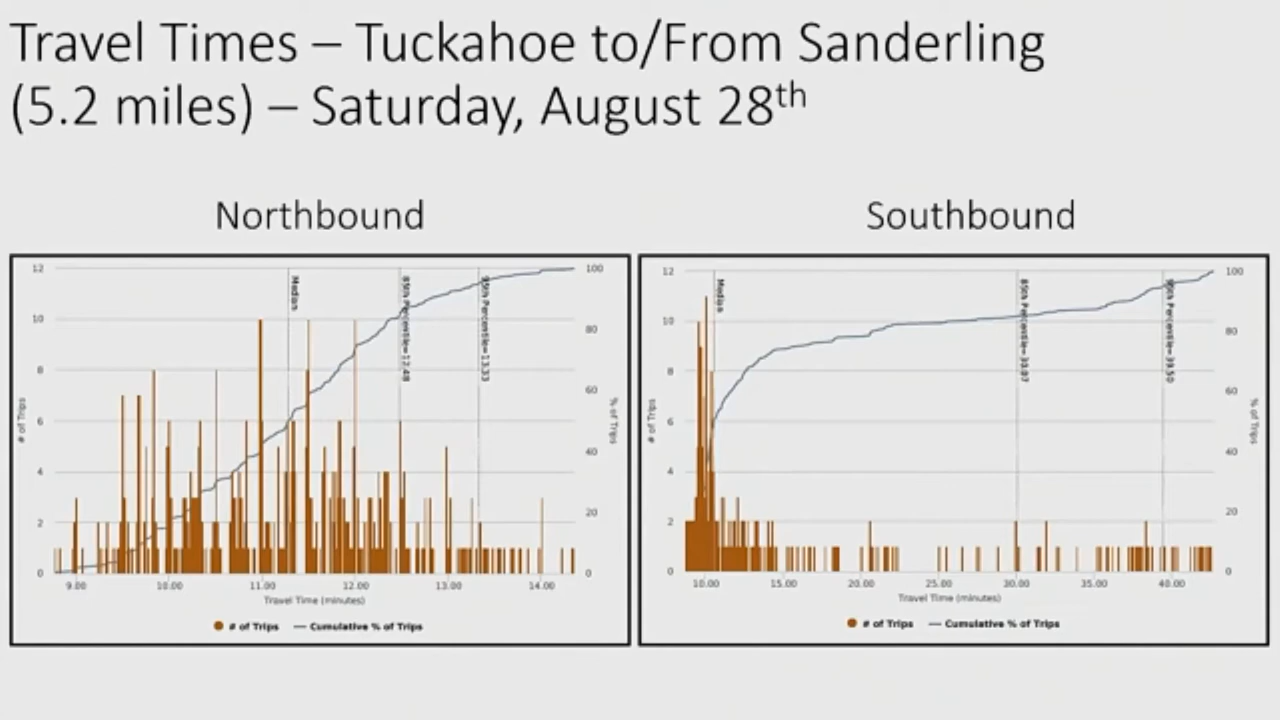 Travel Times – Tuckahoe to/From Sanderling
(5.2 miles) – Saturday, August 28th
Northbound
Southbound
12
10
8
6
4
2
0
# of Trips
Median
85th Percentile=12.48
95th Percentile=13.33
100
80
60
40
20
0
% of Trips
9.00 10.00 11.00 12.00 13.00 14.00
Travel Time (minutes)
# of Trips — Cumulative % of Trips
12
10
8
6
4
2
0
# of Trips
Median
85th Percentile=
95th Percentile=39.50
100
80
60
40
20
0
% of Trips
10.00 15.00 20.00 25.00 30.00 35.00 40.00
Travel Time (minutes)
# of Trips — Cumulative % of Trips